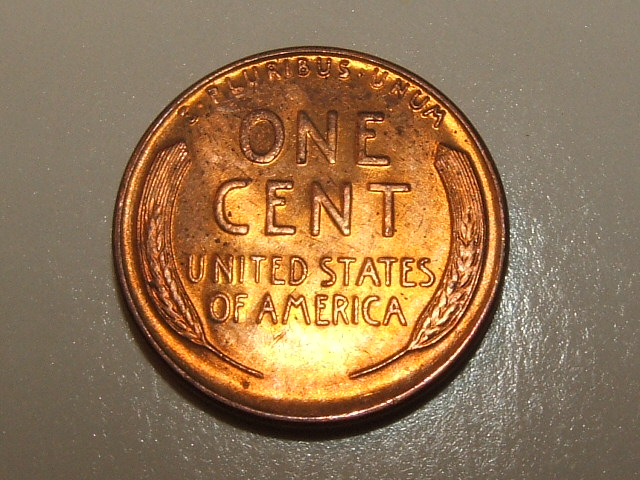 E·PLURIBUS·UNUM
ONE
CENT
UNITED STATES
OF AMERICA